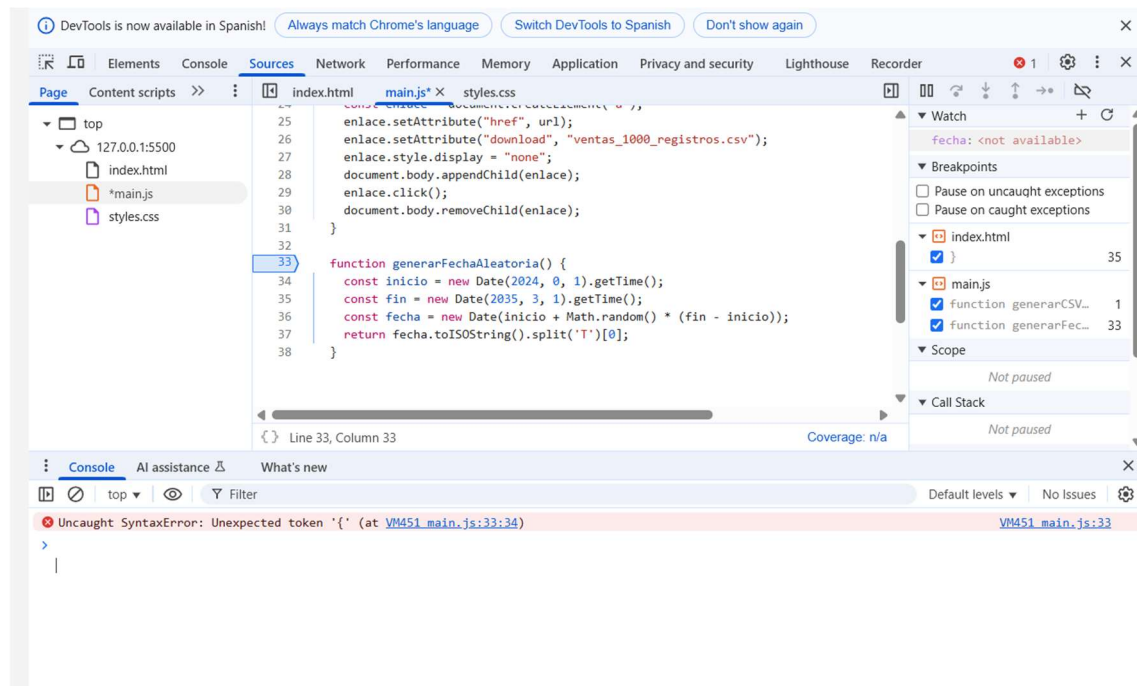 DevTools is now available in Spanish! Always match Chrome's language Switch DevTools to Spanish Don't show again
Elements Console Sources Network Performance Memory Application Privacy and security Lighthouse Recorder 1
Page Content scripts
top
127.0.0.1:5500
index.html
*main.js
styles.css
index.html main.js* styles.css
25 enlace.setAttribute("href", url);
26 enlace.setAttribute("download", "ventas_1000_registros.csv");
27 enlace.style.display = "none";
28 document.body.appendChild(enlace);
29 enlace.click();
30 document.body.removeChild(enlace);
31 }
32
33 function generarFechaAleatoria() {
34 const inicio = new Date(2024, 0, 1).getTime();
35 const fin = new Date(2035, 3, 1).getTime();
36 const fecha = new Date(inicio + Math.random() * (fin - inicio));
37 return fecha.toISOString().split('T')[0];
38 }
{ } Line 33, Column 33 Coverage: n/a
Watch
fecha: <not available>
Breakpoints
Pause on uncaught exceptions
Pause on caught exceptions
index.html
} 35
main.js
function generarCSV… 1
function generarFec… 33
Scope
Not paused
Call Stack
Not paused
Console AI assistance What's new
top Filter Default levels No Issues
Uncaught SyntaxError: Unexpected token '{' (at VM451 main.js:33:34) VM451 main.js:33
>